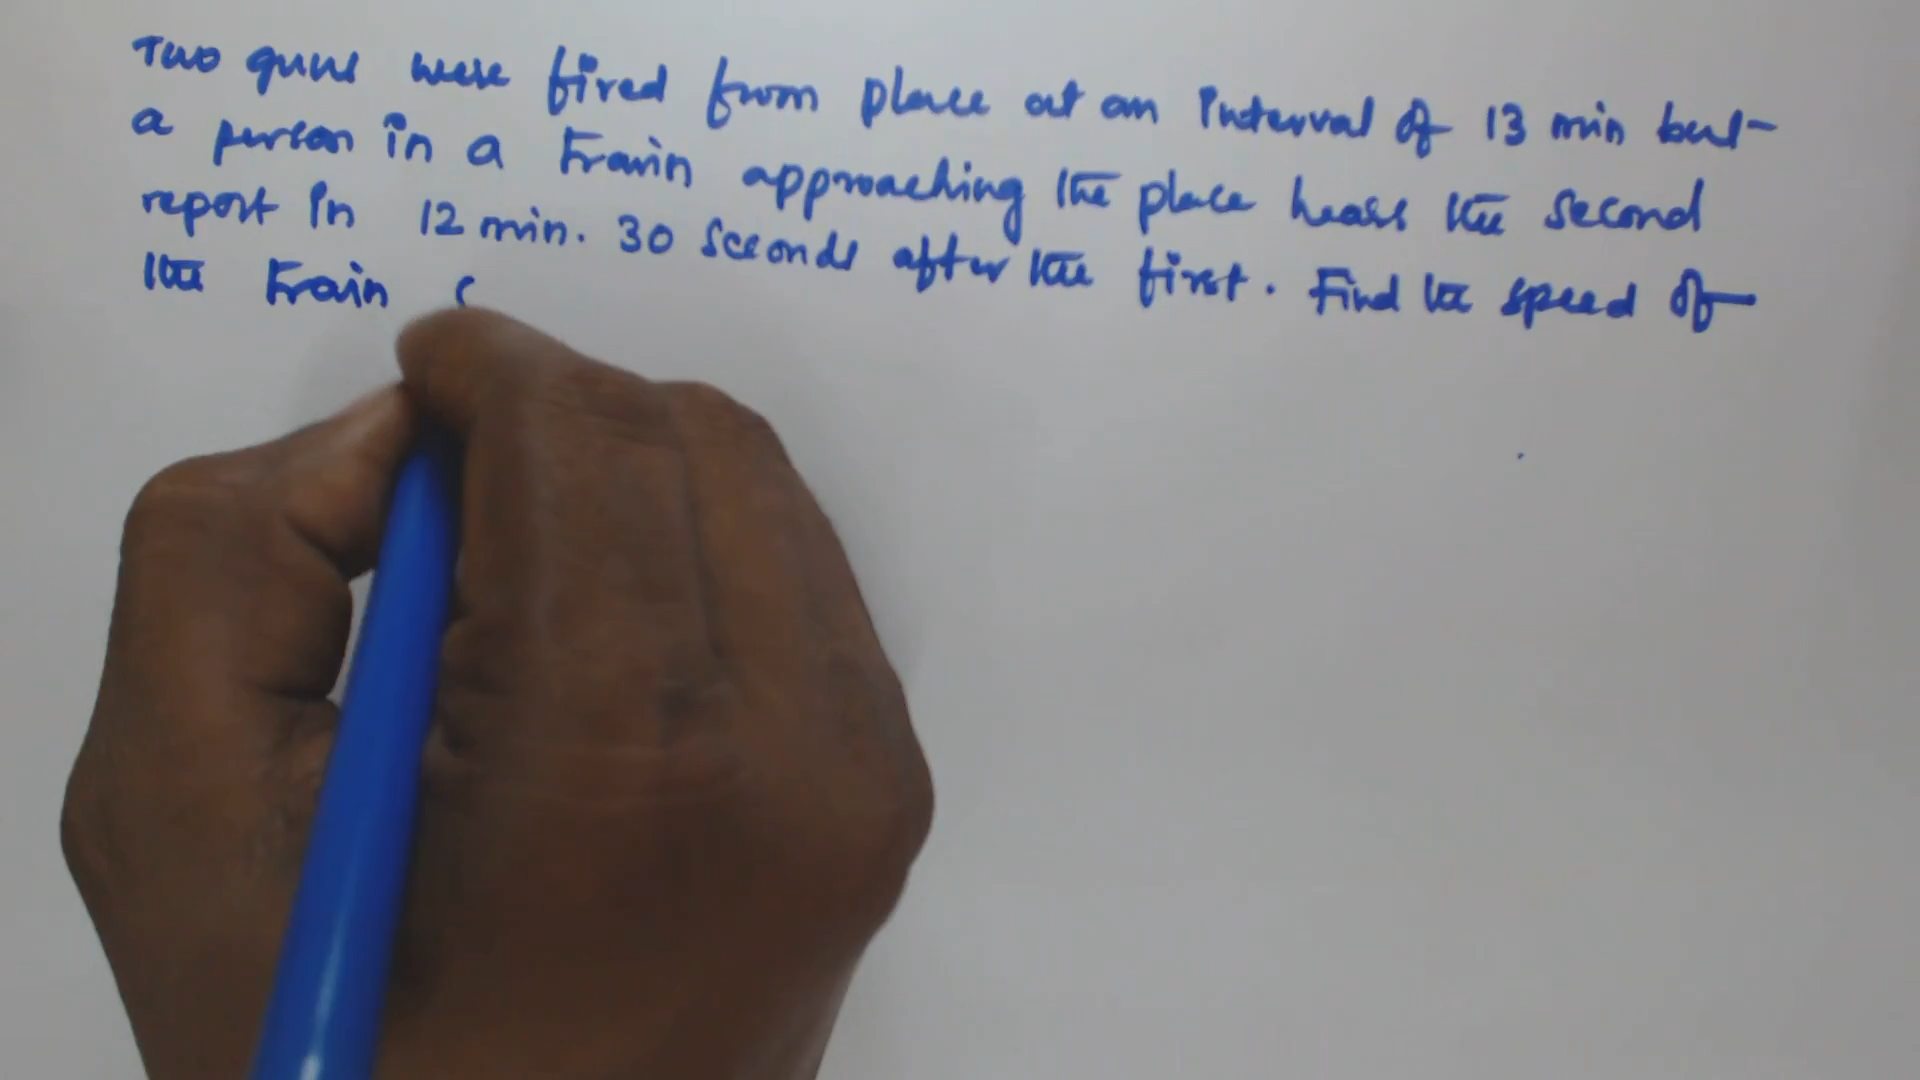 Two guns were fired from place at an Interval of 13 min but
a person in a train approaching the place hears the second
report in 12 min. 30 seconds after the first. Find the speed of
the train (